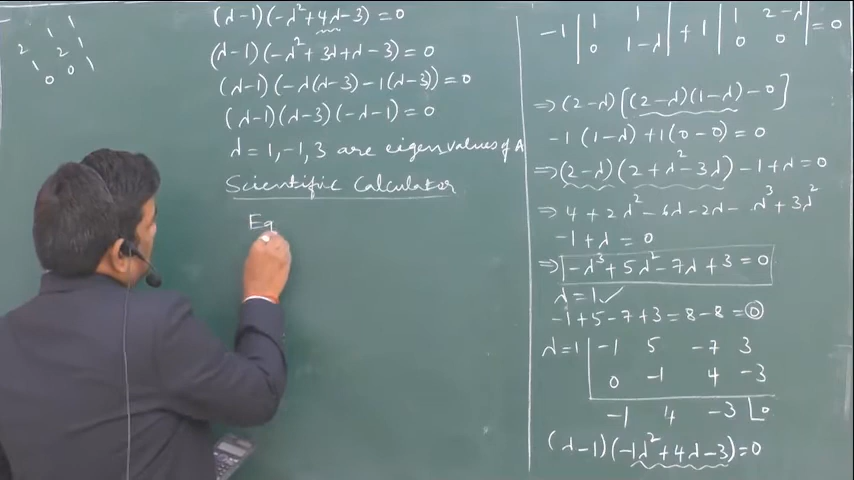 2 1 1
1 2 1
0 0 1
(λ-1)(-λ²+4λ-3)=0
(λ-1)(-λ²+3λ+λ-3)=0
(λ-1)(-λ(λ-3)-1(λ-3))=0
(λ-1)(λ-3)(-λ-1)=0
λ=1,-1,3 are eigenvalues of A
Scientific Calculator
Eq
-1 | 1 1 | +1 | 1 2-λ | =0
0 1-λ 0 0
⇒(2-λ)[(2-λ)(1-λ)-0]
-1(1-λ)+1(0-0)=0
⇒(2-λ)(2+λ²-3λ)-1+λ=0
⇒ 4+2λ²-6λ-2λ-λ³+3λ²
-1+λ=0
⇒ -λ³+5λ²-7λ+3=0
λ=1✓
-1+5-7+3=8-8=0
λ=1 | -1 5 -7 3
0 -1 4 -3
-1 4 -3 | 0
(λ-1)(-1λ²+4λ-3)=0